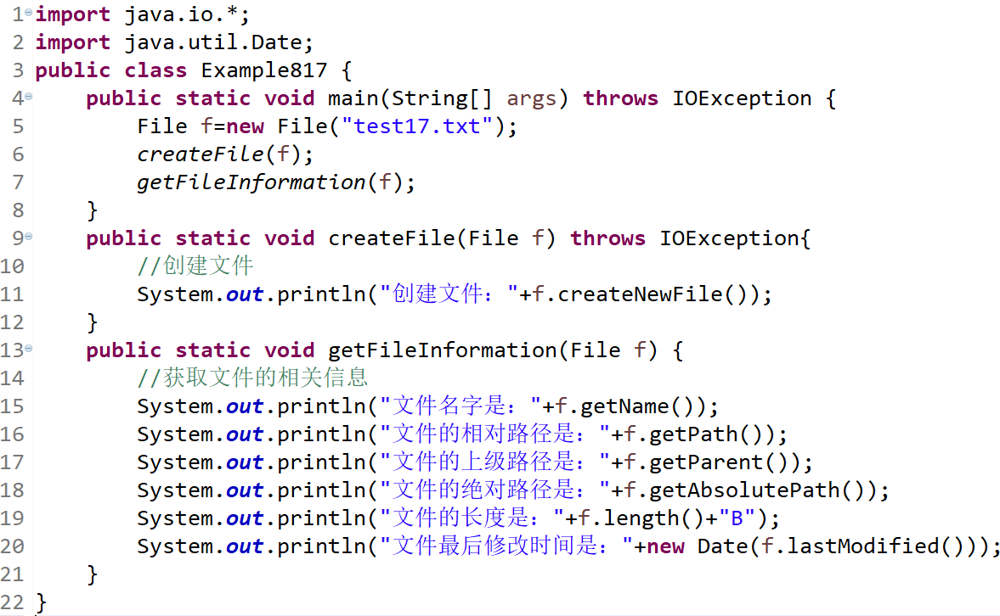 1 import java.io.*;
2 import java.util.Date;
3 public class Example817 {
4     public static void main(String[] args) throws IOException {
5         File f=new File("test17.txt");
6         createFile(f);
7         getFileInformation(f);
8     }
9     public static void createFile(File f) throws IOException{
10         //创建文件
11         System.out.println("创建文件："+f.createNewFile());
12     }
13     public static void getFileInformation(File f) {
14         //获取文件的相关信息
15         System.out.println("文件名字是："+f.getName());
16         System.out.println("文件的相对路径是："+f.getPath());
17         System.out.println("文件的上级路径是："+f.getParent());
18         System.out.println("文件的绝对路径是："+f.getAbsolutePath());
19         System.out.println("文件的长度是："+f.length()+"B");
20         System.out.println("文件最后修改时间是："+new Date(f.lastModified()));
21     }
22 }